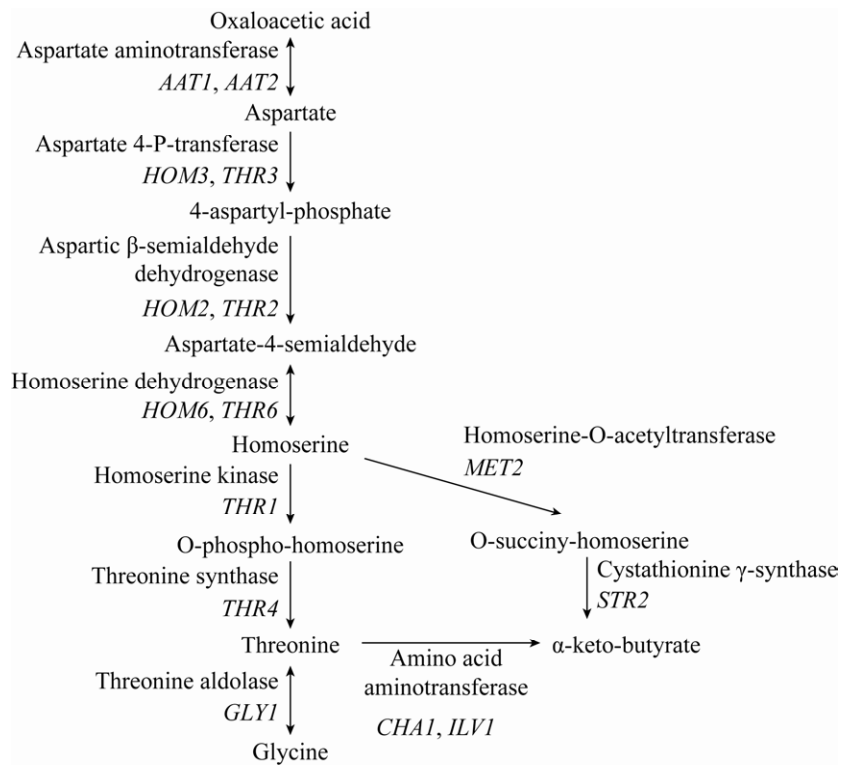 Oxaloacetic acid
Aspartate aminotransferase
AAT1, AAT2
Aspartate
Aspartate 4-P-transferase
HOM3, THR3
4-aspartyl-phosphate
Aspartic β-semialdehyde
dehydrogenase
HOM2, THR2
Aspartate-4-semialdehyde
Homoserine dehydrogenase
HOM6, THR6
Homoserine
Homoserine-O-acetyltransferase
MET2
Homoserine kinase
THR1
O-phospho-homoserine
O-succiny-homoserine
Threonine synthase
THR4
Cystathionine γ-synthase
STR2
Threonine
α-keto-butyrate
Amino acid
aminotransferase
CHA1, ILV1
Threonine aldolase
GLY1
Glycine